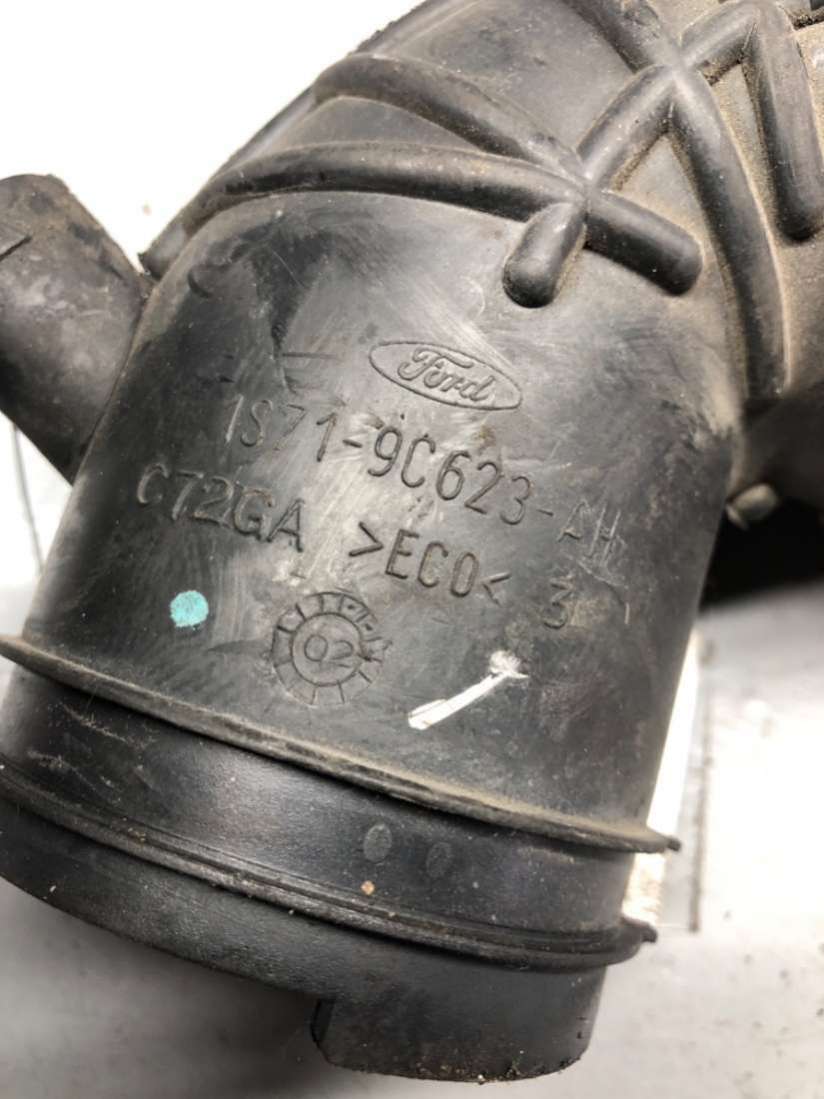 Ford
1S71-9C623-AH
C72GA >ECO< 3
02